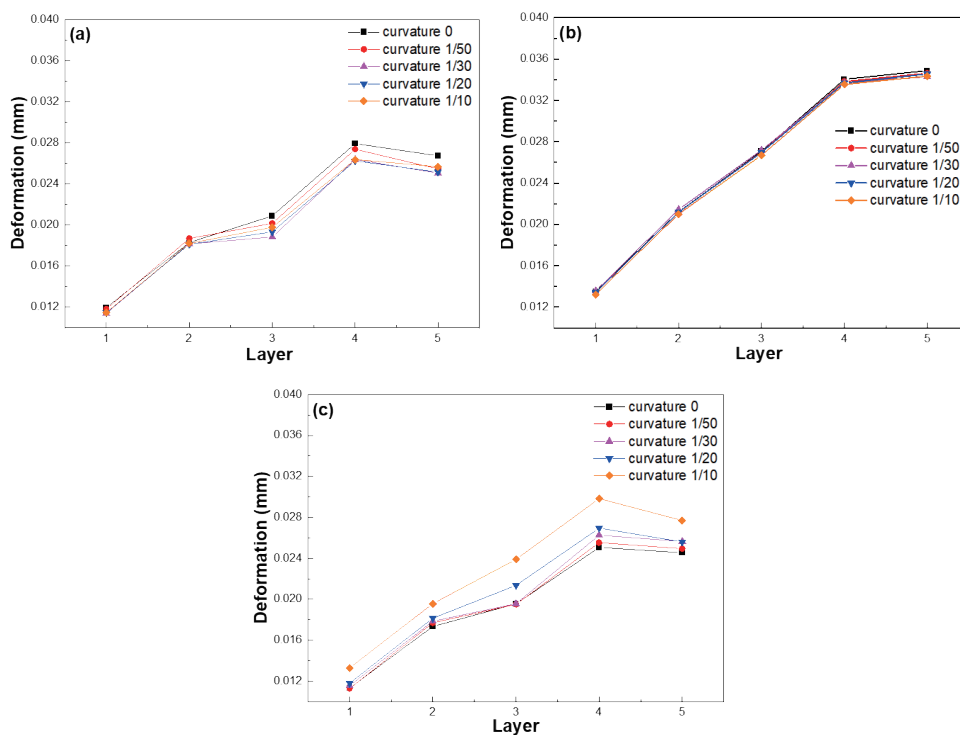 (a)
curvature 0
curvature 1/50
curvature 1/30
curvature 1/20
curvature 1/10
0.040
0.036
0.032
0.028
0.024
0.020
0.016
0.012
Deformation (mm)
1 2 3 4 5
Layer
(b)
curvature 0
curvature 1/50
curvature 1/30
curvature 1/20
curvature 1/10
0.040
0.036
0.032
0.028
0.024
0.020
0.016
0.012
Deformation (mm)
1 2 3 4 5
Layer
(c)
curvature 0
curvature 1/50
curvature 1/30
curvature 1/20
curvature 1/10
0.040
0.036
0.032
0.028
0.024
0.020
0.016
0.012
Deformation (mm)
1 2 3 4 5
Layer